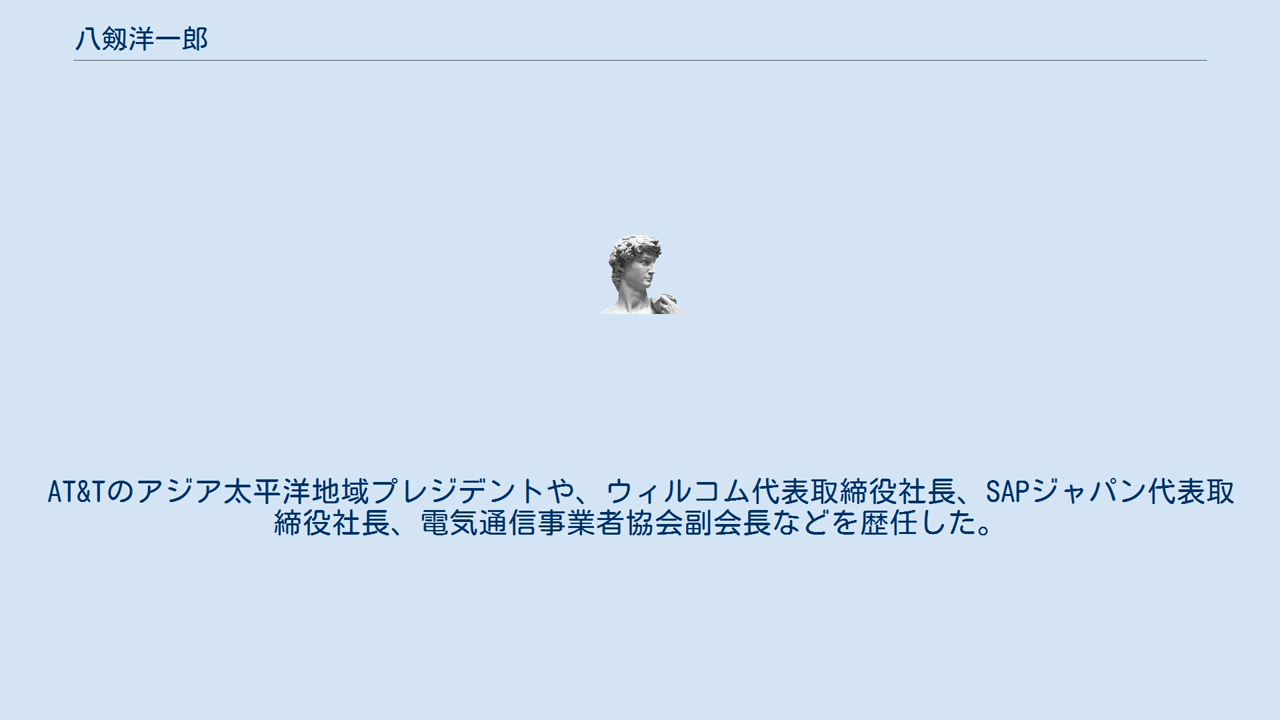 八剱洋一郎
AT&Tのアジア太平洋地域プレジデントや、ウィルコム代表取締役社長、SAPジャパン代表取
締役社長、電気通信事業者協会副会長などを歴任した。